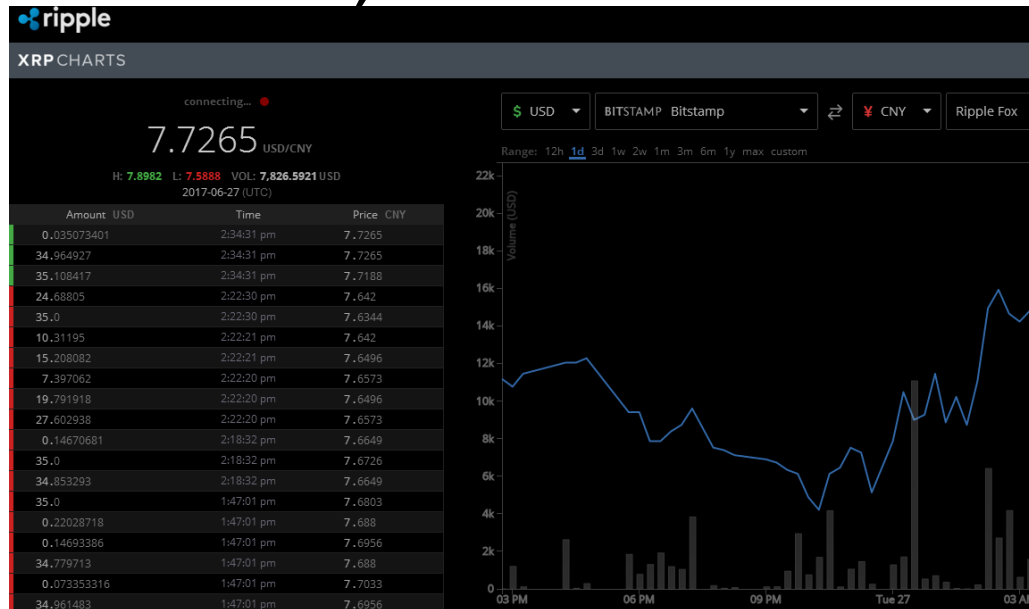 ripple
XRP CHARTS
connecting...
7.7265 USD/CNY
H: 7.8982 L: 7.5888 VOL: 7,826.5921 USD
2017-06-27 (UTC)
Amount USD Time Price CNY
0.035073401 2:34:31 pm 7.7265
34.964927 2:34:31 pm 7.7265
35.108417 2:34:31 pm 7.7188
24.68805 2:22:30 pm 7.642
35.0 2:22:30 pm 7.6344
10.31195 2:22:21 pm 7.642
15.208082 2:22:21 pm 7.6496
7.397062 2:22:20 pm 7.6573
19.791918 2:22:20 pm 7.6496
27.602938 2:22:20 pm 7.6573
0.14670681 2:18:32 pm 7.6649
35.0 2:18:32 pm 7.6726
34.853293 2:18:32 pm 7.6649
35.0 1:47:01 pm 7.6803
0.22028718 1:47:01 pm 7.688
0.14693386 1:47:01 pm 7.6956
34.779713 1:47:01 pm 7.688
0.073353316 1:47:01 pm 7.7033
34.961483 1:47:01 pm 7.6956
$ USD BITSTAMP Bitstamp ¥ CNY Ripple Fox
Range: 12h 1d 3d 1w 2w 1m 3m 6m 1y max custom
Volume (USD)
22k
20k
18k
16k
14k
12k
10k
8k
6k
4k
2k
0
03 PM 06 PM 09 PM Tue 27 03